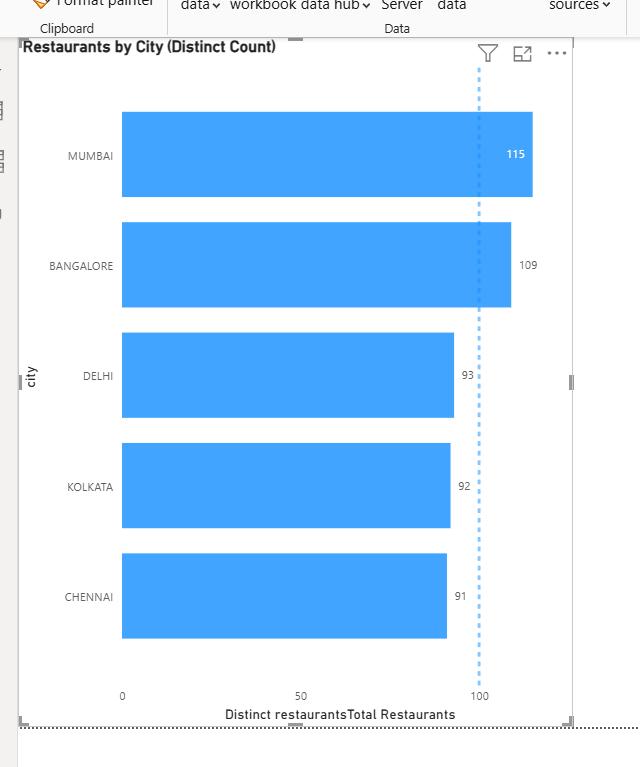 Format painter
data workbook data hub Server data sources
Clipboard Data
Restaurants by City (Distinct Count)
MUMBAI 115
BANGALORE 109
DELHI 93
KOLKATA 92
CHENNAI 91
city
0 50 100
Distinct restaurantsTotal Restaurants